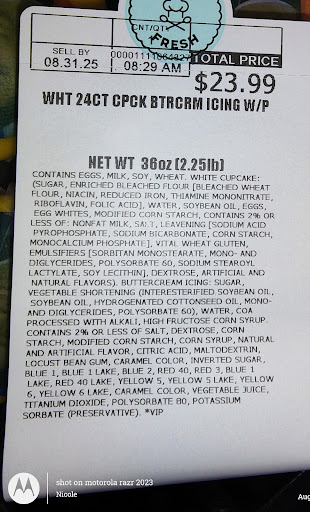 FRESH
CNT/QTY
SELL BY
08.31.25
08:29 AM
TOTAL PRICE
$23.99
WHT 24CT CPCK BTRCRM ICING W/P
NET WT 36oz (2.25lb)
CONTAINS EGGS, MILK, SOY, WHEAT. WHITE CUPCAKE:
(SUGAR, ENRICHED BLEACHED FLOUR [BLEACHED WHEAT
FLOUR, NIACIN, REDUCED IRON, THIAMINE MONONITRATE,
RIBOFLAVIN, FOLIC ACID], WATER, SOYBEAN OIL, EGGS,
EGG WHITES, MODIFIED CORN STARCH, CONTAINS 2% OR
LESS OF: NONFAT MILK, SALT, LEAVENING [SODIUM ACID
PYROPHOSPHATE, SODIUM BICARBONATE, CORN STARCH,
MONOCALCIUM PHOSPHATE], VITAL WHEAT GLUTEN,
EMULSIFIERS [SORBITAN MONOSTEARATE, MONO- AND
DIGLYCERIDES, POLYSORBATE 60, SODIUM STEAROYL
LACTYLATE, SOY LECITHIN], DEXTROSE, ARTIFICIAL AND
NATURAL FLAVORS). BUTTERCREAM ICING: SUGAR,
VEGETABLE SHORTENING (INTERESTERIFIED SOYBEAN OIL,
SOYBEAN OIL, HYDROGENATED COTTONSEED OIL, MONO-
AND DIGLYCERIDES, POLYSORBATE 60), WATER, COA
PROCESSED WITH ALKALI, HIGH FRUCTOSE CORN SYRUP
CONTAINS 2% OR LESS OF SALT, DEXTROSE, CORN
STARCH, MODIFIED CORN STARCH, CORN SYRUP, NATURAL
AND ARTIFICIAL FLAVOR, CITRIC ACID, MALTODEXTRIN,
LOCUST BEAN GUM, CARAMEL COLOR, INVERTED SUGAR,
BLUE 1, BLUE 1 LAKE, BLUE 2, RED 40, RED 3, BLUE 1
LAKE, RED 40 LAKE, YELLOW 5, YELLOW 5 LAKE, YELLOW
6, YELLOW 6 LAKE, CARAMEL COLOR, VEGETABLE JUICE,
TITANIUM DIOXIDE, POLYSORBATE 80, POTASSIUM
SORBATE (PRESERVATIVE). *VIP
shot on motorola razr 2023
Nicole
Aug